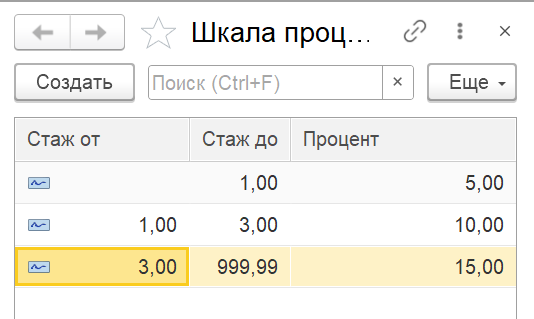 Шкала проц...
Создать Поиск (Ctrl+F) × Еще
Стаж от Стаж до Процент
1,00 5,00
1,00 3,00 10,00
3,00 999,99 15,00